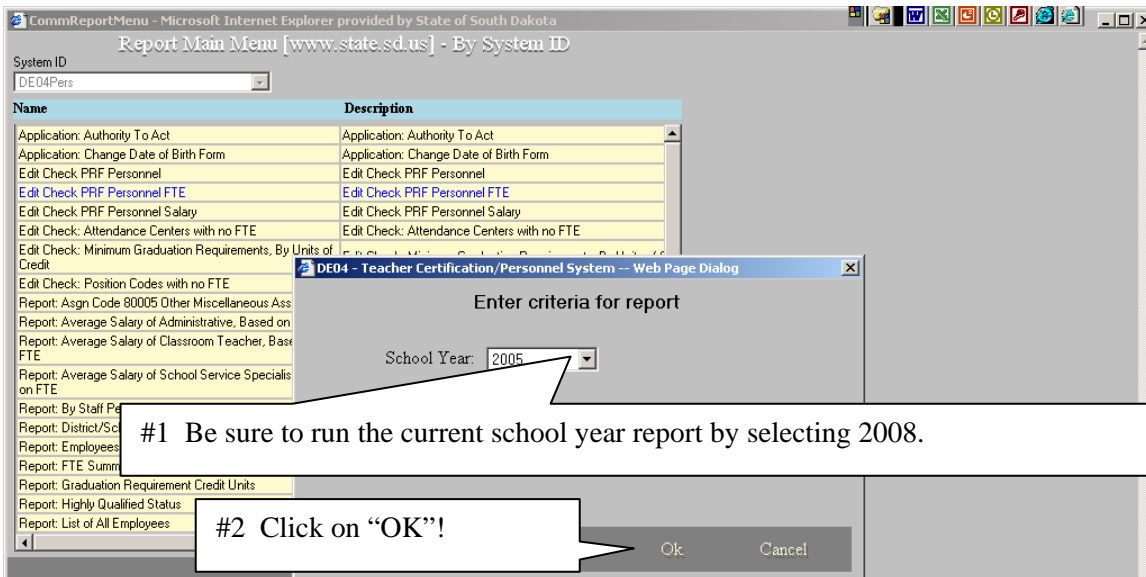 CommReportMenu - Microsoft Internet Explorer provided by State of South Dakota
Report Main Menu [www.state.sd.us] - By System ID
System ID
DE04Pers
Name Description
Application: Authority To Act Application: Authority To Act
Application: Change Date of Birth Form Application: Change Date of Birth Form
Edit Check PRF Personnel Edit Check PRF Personnel
Edit Check PRF Personnel FTE Edit Check PRF Personnel FTE
Edit Check PRF Personnel Salary Edit Check PRF Personnel Salary
Edit Check: Attendance Centers with no FTE Edit Check: Attendance Centers with no FTE
Edit Check: Minimum Graduation Requirements, By Units of
Credit
Edit Check: Position Codes with no FTE
Report: Asgn Code 80005 Other Miscellaneous Ass
Report: Average Salary of Administrative, Based on
Report: Average Salary of Classroom Teacher, Base
FTE
Report: Average Salary of School Service Specialis
on FTE
Report: By Staff Pe
Report: District/Sc
Report: Employees
Report: FTE Summ
Report: Graduation Requirement Credit Units
Report: Highly Qualified Status
Report: List of All Employees
DE04 - Teacher Certification/Personnel System -- Web Page Dialog
Enter criteria for report
School Year: 2005
#1 Be sure to run the current school year report by selecting 2008.
#2 Click on “OK”!
Ok Cancel